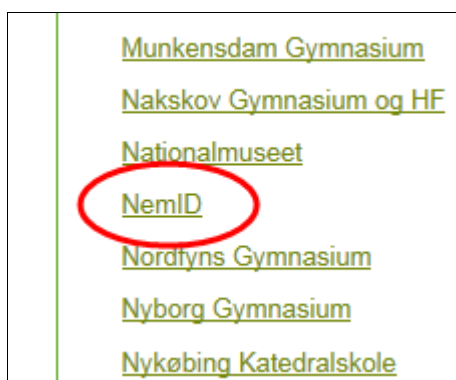 Munkensdam Gymnasium
Nakskov Gymnasium og HF
Nationalmuseet
NemID
Nordfyns Gymnasium
Nyborg Gymnasium
Nykøbing Katedralskole